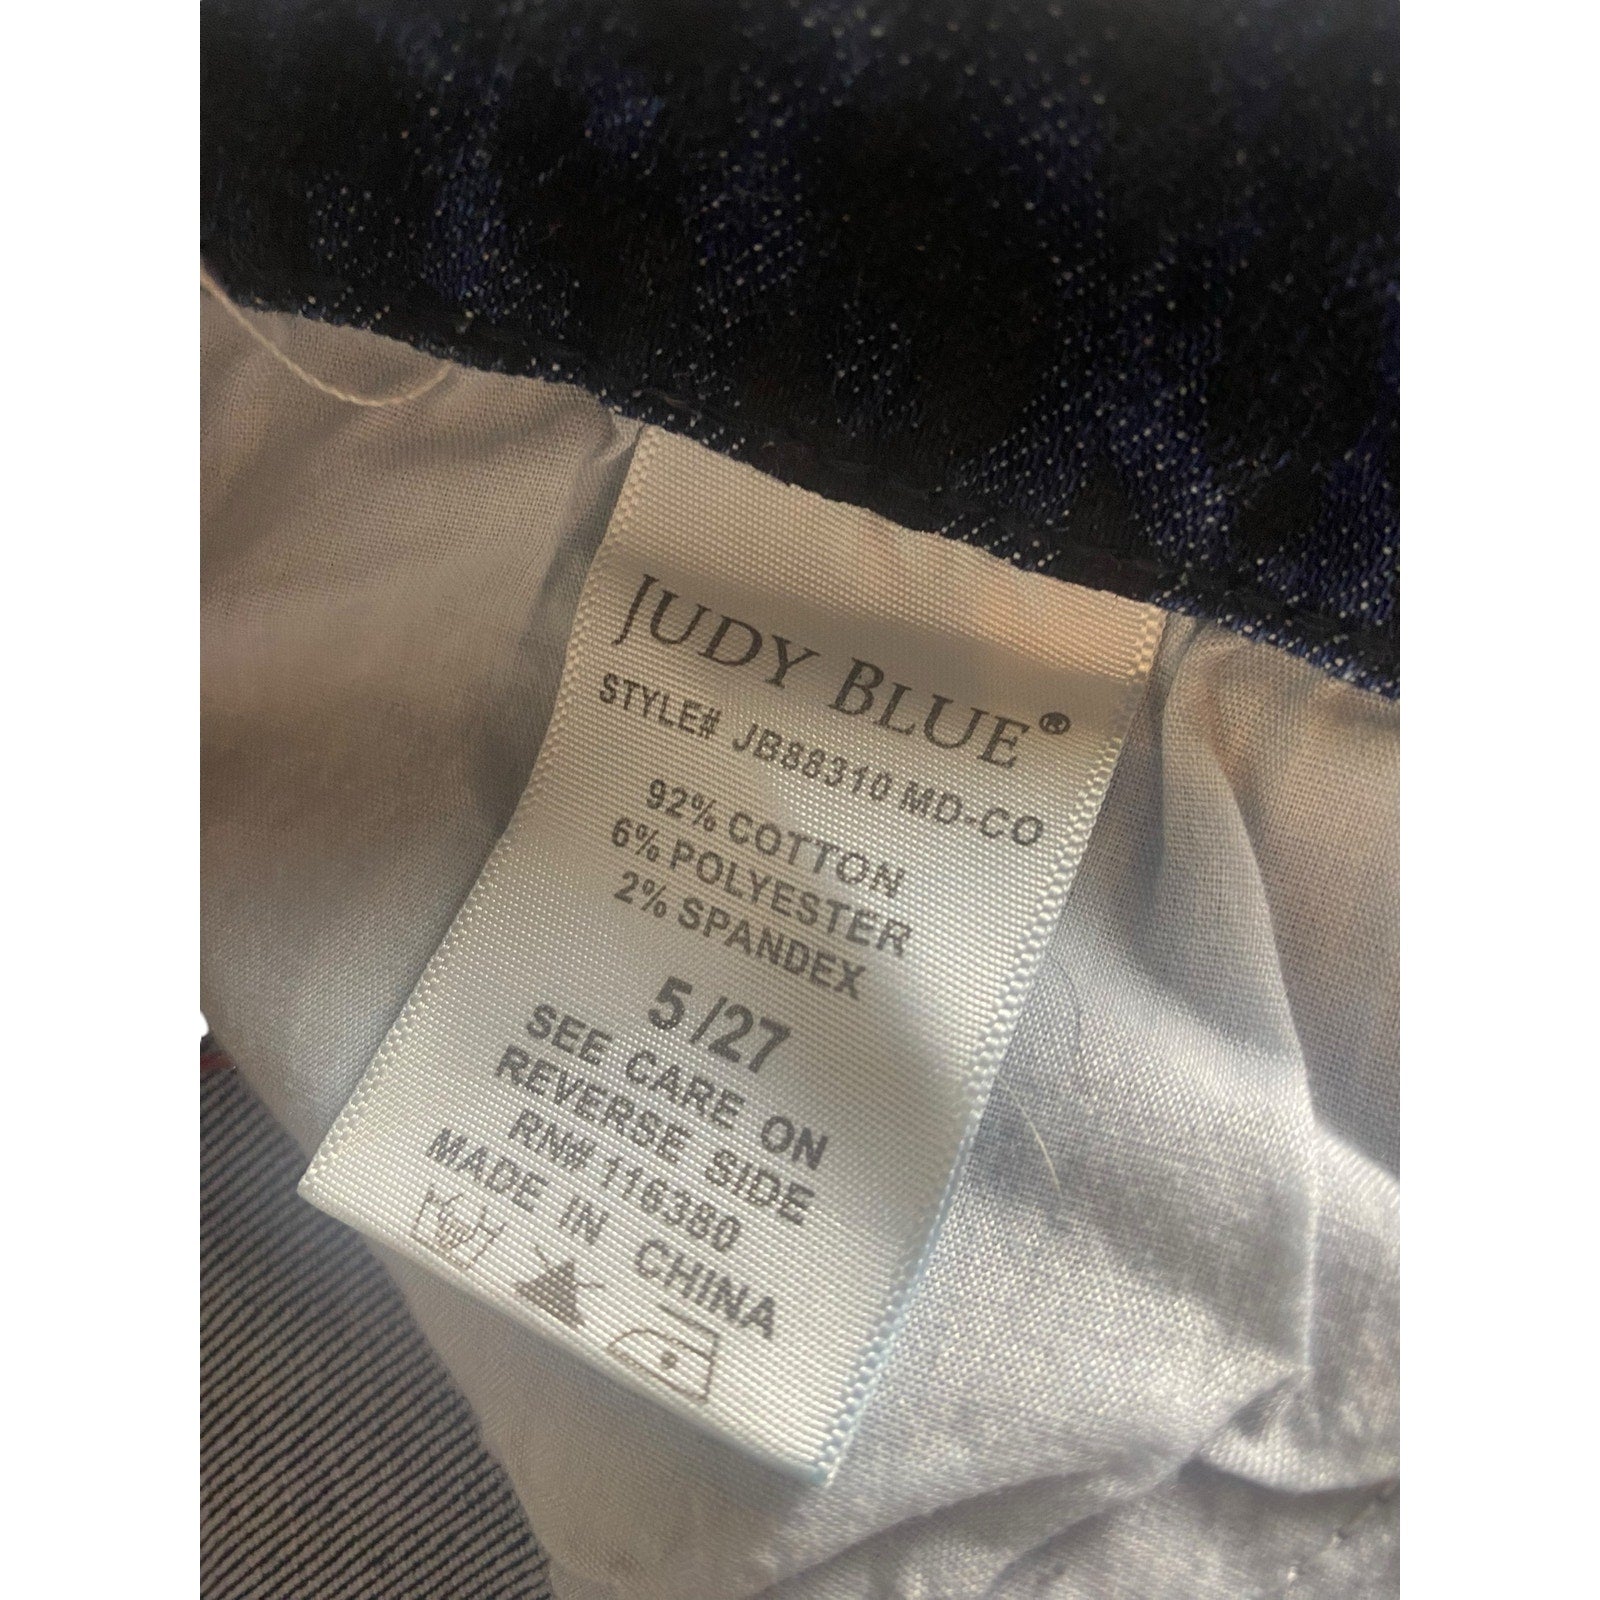 JUDY BLUE®
STYLE# JB88310 MD-CO
92% COTTON
6% POLYESTER
2% SPANDEX
5 /27
SEE CARE ON
REVERSE SIDE
RN# 116380
MADE IN CHINA